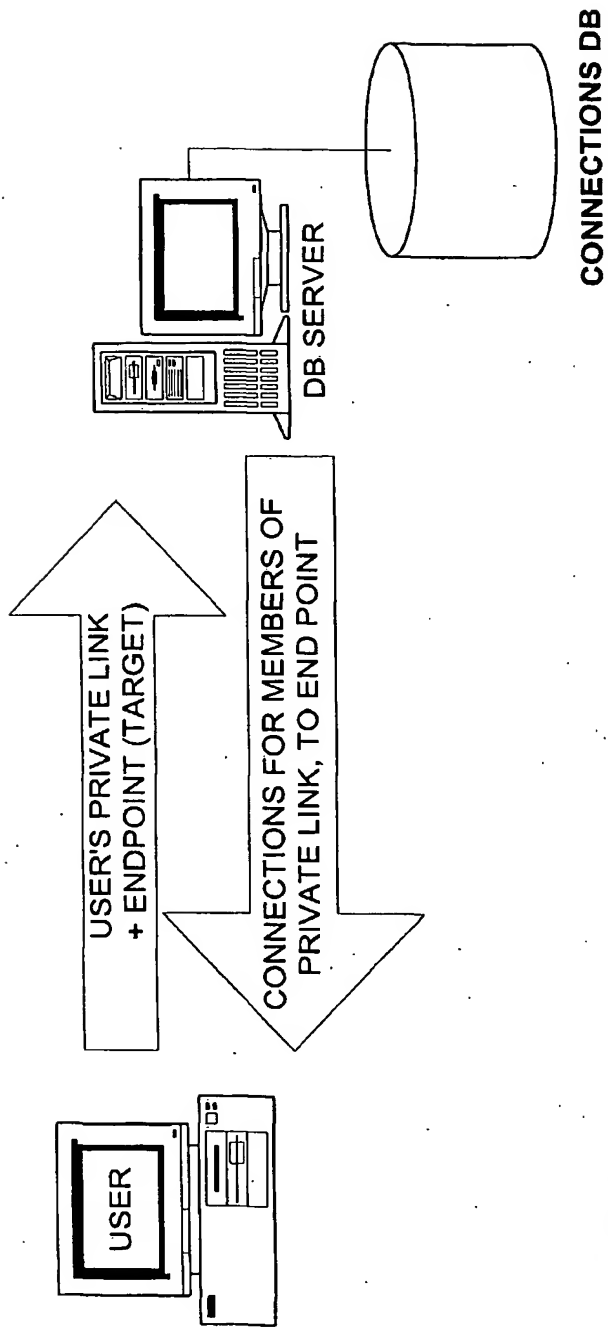 USER
USER'S PRIVATE LINK
+ ENDPOINT (TARGET)
CONNECTIONS FOR MEMBERS OF
PRIVATE LINK, TO END POINT
DB SERVER
CONNECTIONS DB